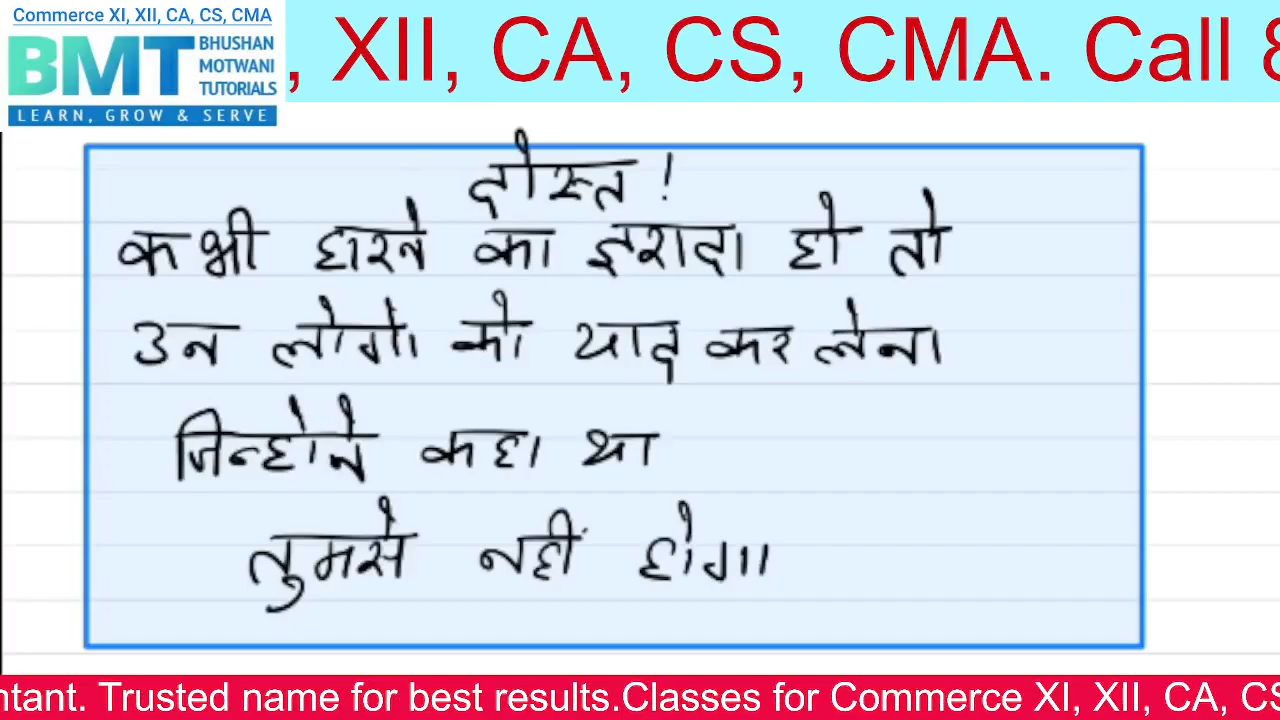 Commerce XI, XII, CA, CS, CMA
BMT BHUSHAN MOTWANI TUTORIALS
LEARN, GROW & SERVE
, XII, CA, CS, CMA. Call 8
दोस्त !
कभी हारने का इरादा हो तो
उन लोगो को याद कर लेना
जिन्होने कहा था
तुमसे नहीं होगा
ntant. Trusted name for best results.Classes for Commerce XI, XII, CA, CS